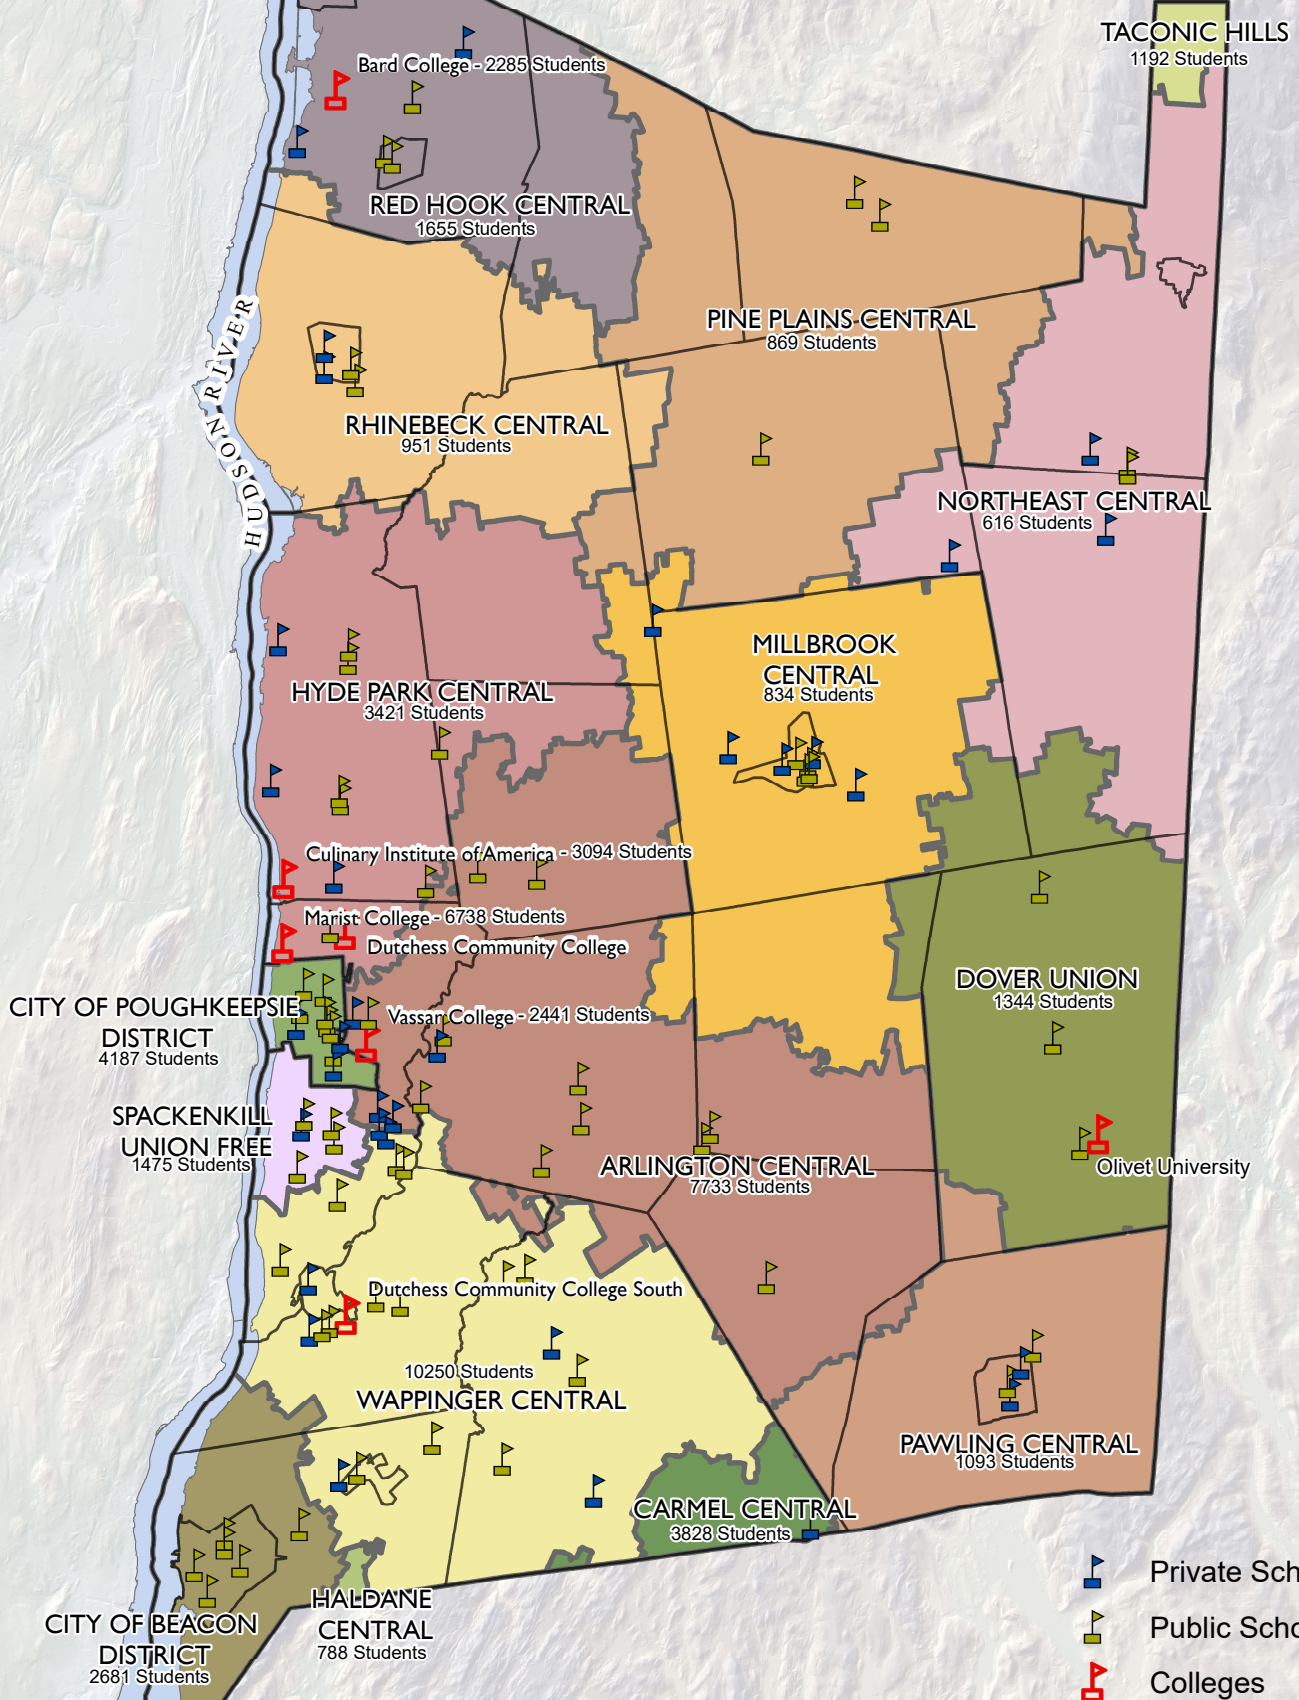 TACONIC HILLS
1192 Students
Bard College - 2285 Students
RED HOOK CENTRAL
1655 Students
PINE PLAINS CENTRAL
869 Students
HUDSON RIVER
RHINEBECK CENTRAL
951 Students
NORTHEAST CENTRAL
616 Students
MILLBROOK
CENTRAL
834 Students
HYDE PARK CENTRAL
3421 Students
Culinary Institute of America - 3094 Students
Marist College - 6738 Students
Dutchess Community College
DOVER UNION
1344 Students
CITY OF POUGHKEEPSIE
DISTRICT
4187 Students
Vassar College - 2441 Students
SPACKENKILL
UNION FREE
1475 Students
ARLINGTON CENTRAL
7733 Students
Olivet University
Dutchess Community College South
10250 Students
WAPPINGER CENTRAL
PAWLING CENTRAL
1093 Students
CARMEL CENTRAL
3828 Students
HALDANE
CENTRAL
788 Students
CITY OF BEACON
DISTRICT
2681 Students
Private Sch
Public Scho
Colleges